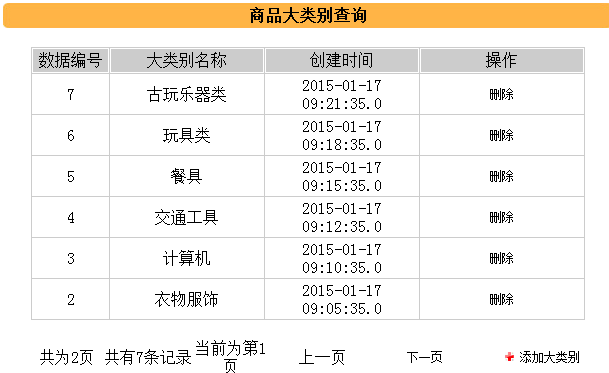 商品大类别查询
数据编号 大类别名称 创建时间 操作
7 古玩乐器类 2015-01-17 09:21:35.0 删除
6 玩具类 2015-01-17 09:18:35.0 删除
5 餐具 2015-01-17 09:15:35.0 删除
4 交通工具 2015-01-17 09:12:35.0 删除
3 计算机 2015-01-17 09:10:35.0 删除
2 衣物服饰 2015-01-17 09:05:35.0 删除
共为2页 共有7条记录 当前为第1页 上一页 下一页 添加大类别